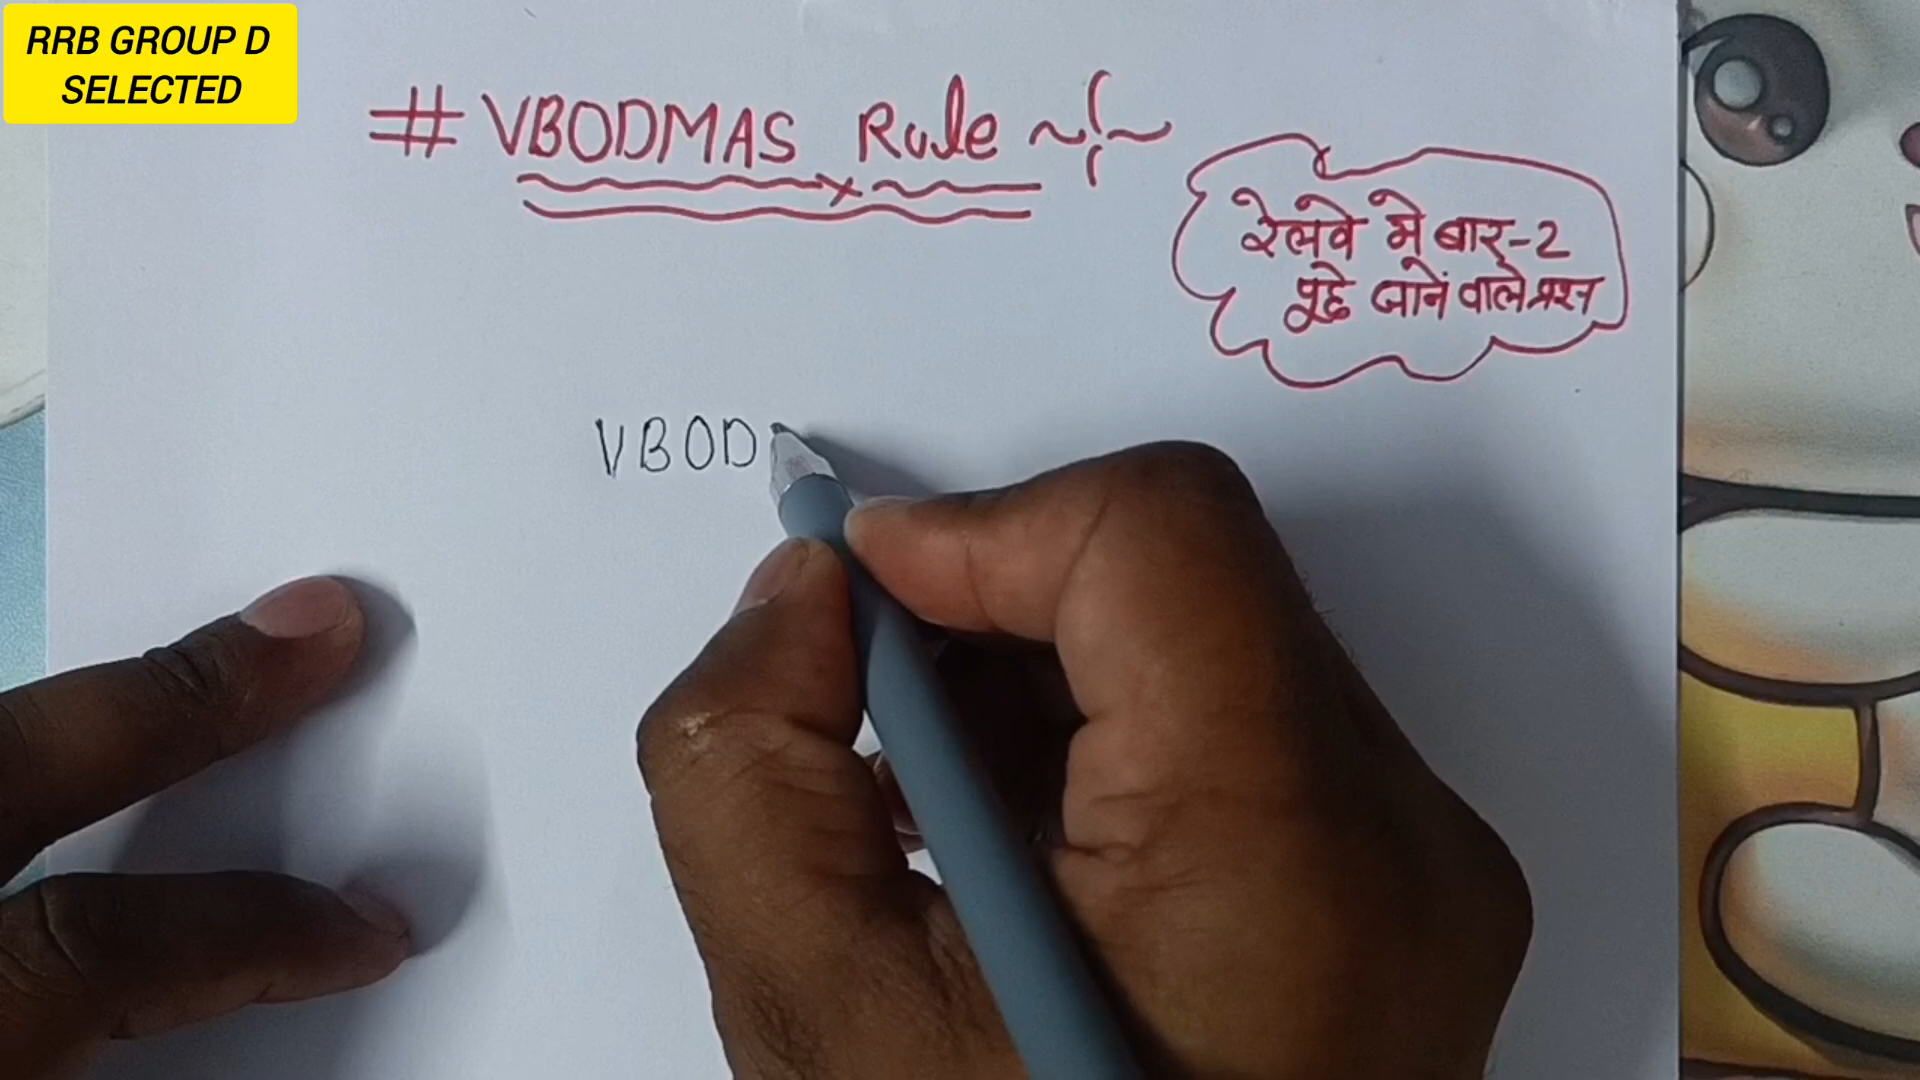 RRB GROUP D
SELECTED
# VBODMAS Rule
रेलवे मे बार-2
पूछे जानें वाले प्रश्न
VBOD